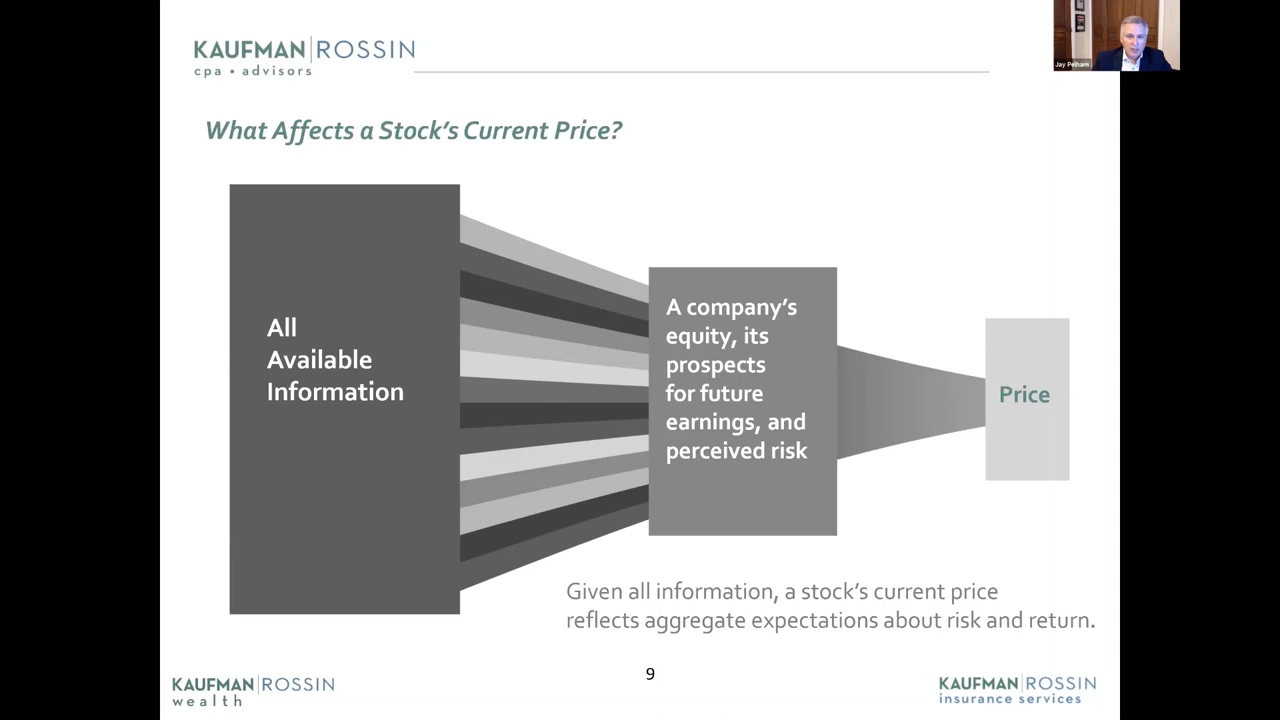 KAUFMAN|ROSSIN
cpa • advisors
Jay Pelham
What Affects a Stock's Current Price?
All
Available
Information
A company's
equity, its
prospects
for future
earnings, and
perceived risk
Price
Given all information, a stock's current price
reflects aggregate expectations about risk and return.
9
KAUFMAN|ROSSIN
wealth
KAUFMAN|ROSSIN
insurance services